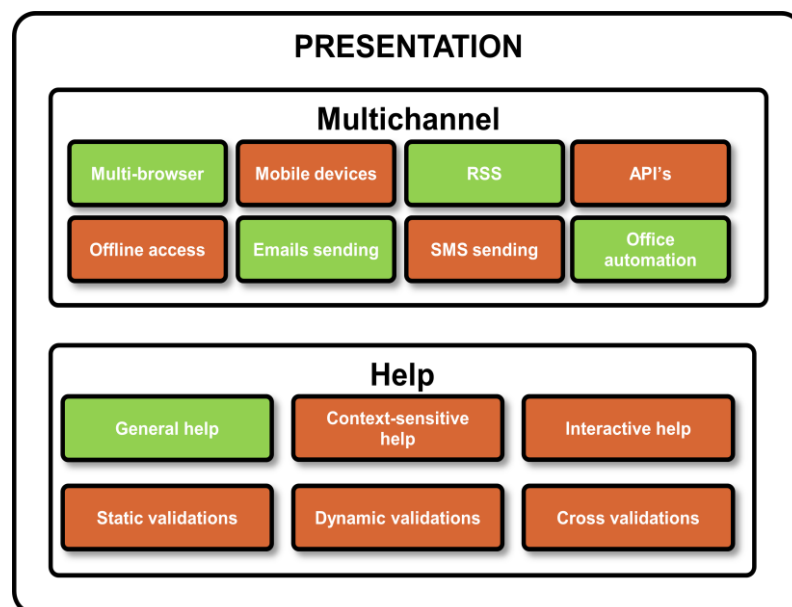 PRESENTATION
Multichannel
Multi-browser
Mobile devices
RSS
API's
Offline access
Emails sending
SMS sending
Office
automation
Help
General help
Context-sensitive
help
Interactive help
Static validations
Dynamic validations
Cross validations